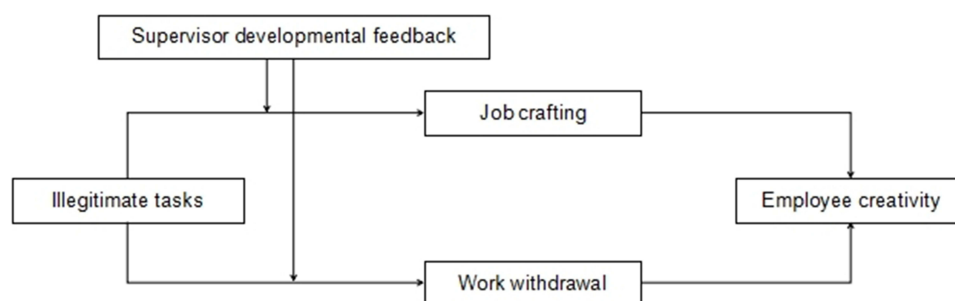 Supervisor developmental feedback
Job crafting
Illegitimate tasks
Employee creativity
Work withdrawal